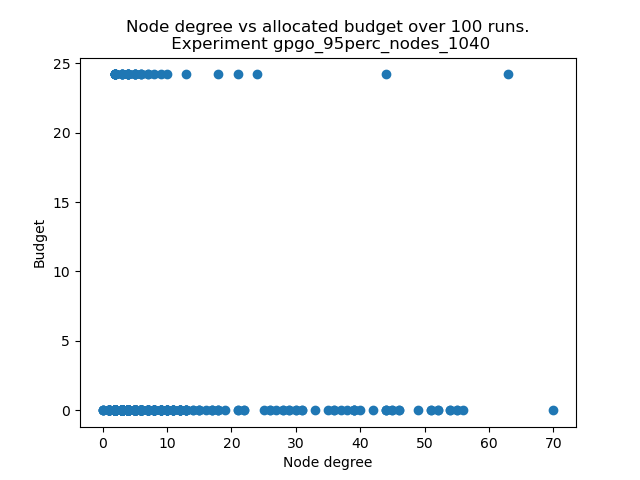 Node degree vs allocated budget over 100 runs.
Experiment gpgo_95perc_nodes_1040
25
20
15
10
5
0
Budget
0 10 20 30 40 50 60 70
Node degree